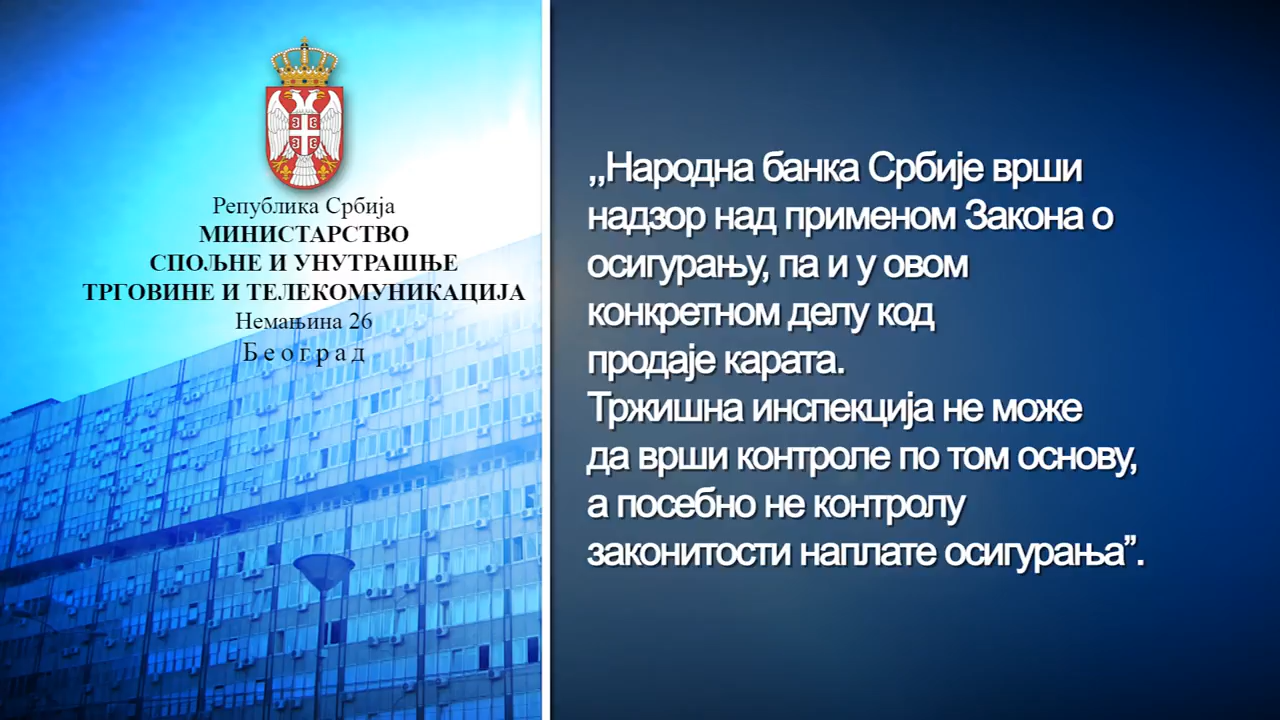 Република Србија
МИНИСТАРСТВО
СПОЉНЕ И УНУТРАШЊЕ
ТРГОВИНЕ И ТЕЛЕКОМУНИКАЦИЈА
Немањина 26
Београд
,,Народна банка Србије врши
надзор над применом Закона о
осигурању, па и у овом
конкретном делу код
продаје карата.
Тржишна инспекција не може
да врши контроле по том основу,
а посебно не контролу
законитости наплате осигурања”.